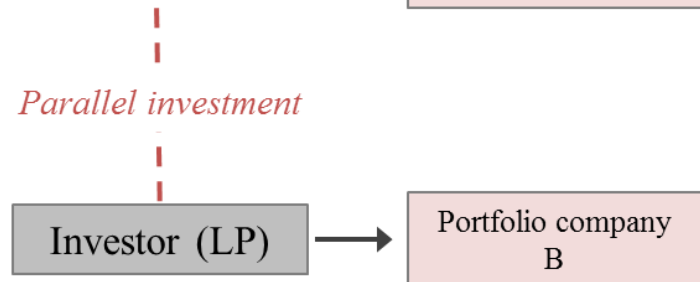 Parallel investment
Investor (LP)
Portfolio company
B